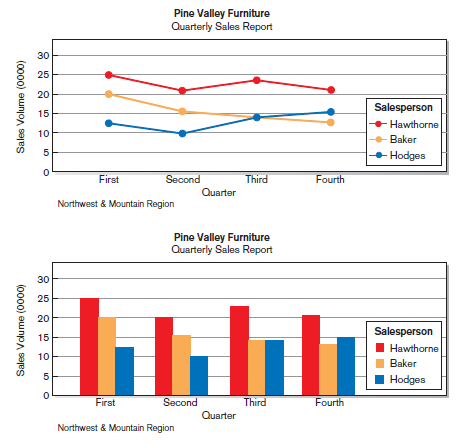 Pine Valley Furniture
Quarterly Sales Report
Sales Volume (0000)
30
25
20
15
10
5
0
First Second Third Fourth
Quarter
Salesperson
Hawthorne
Baker
Hodges
Northwest & Mountain Region
Pine Valley Furniture
Quarterly Sales Report
Sales Volume (0000)
30
25
20
15
10
5
0
First Second Third Fourth
Quarter
Salesperson
Hawthorne
Baker
Hodges
Northwest & Mountain Region